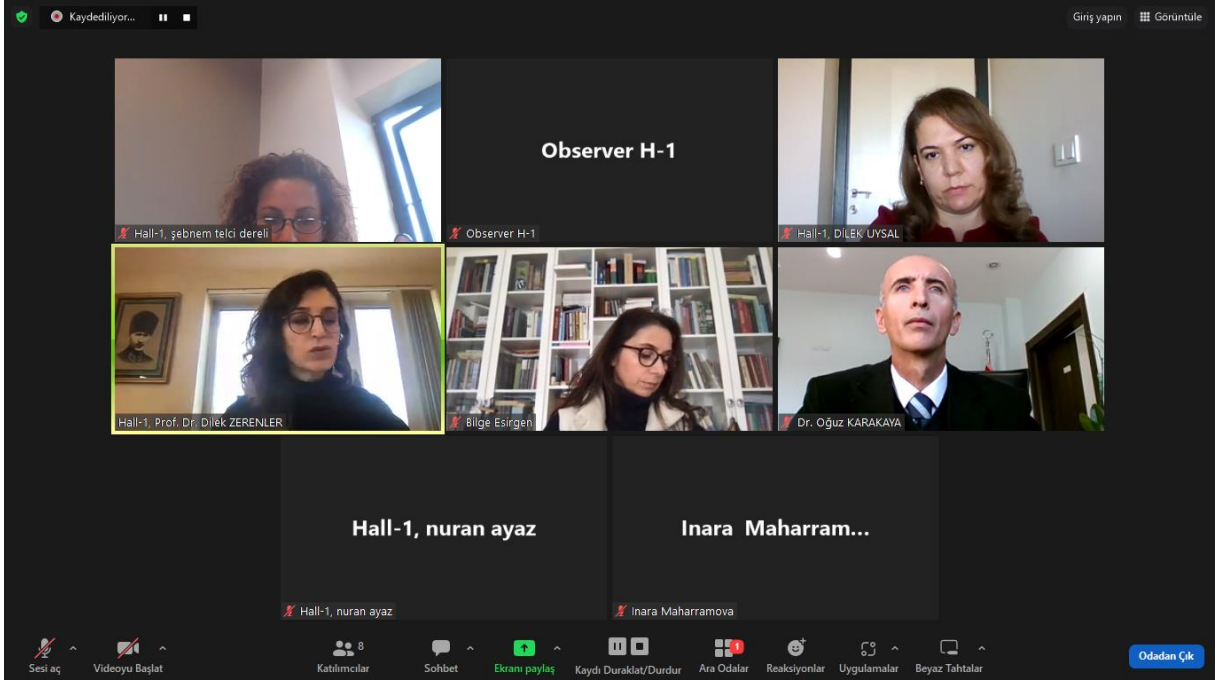 Kaydediliyor...
Giriş yapın
Görüntüle
Hall-1, şebnem telci dereli
Observer H-1
Observer H-1
Hall-1, DİLEK UYSAL
Hall-1, Prof. Dr. Dilek ZERENLER
Bilge Esirgen
Dr. Oğuz KARAKAYA
Hall-1, nuran ayaz
Hall-1, nuran ayaz
Inara Maharram...
Inara Maharramova
Sesi aç
Videoyu Başlat
8
Katılımcılar
Sohbet
Ekranı paylaş
Kaydı Duraklat/Durdur
1
Ara Odalar
Reaksiyonlar
Uygulamalar
Beyaz Tahtalar
Odadan Çık